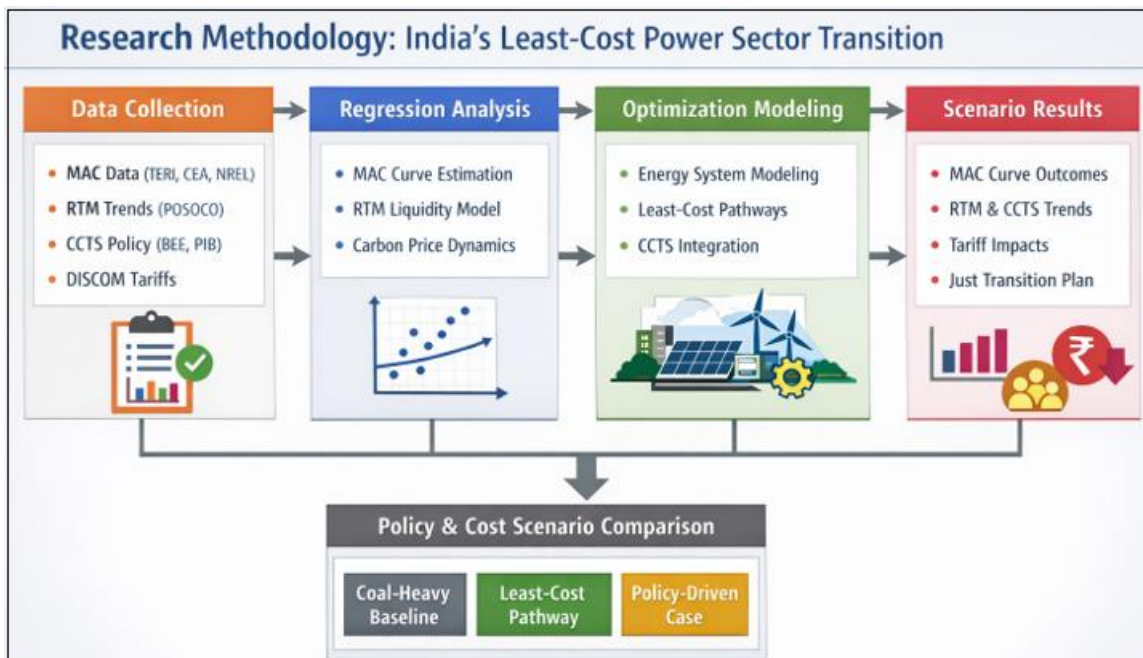 Research Methodology: India's Least-Cost Power Sector Transition
Data Collection
MAC Data (TERI, CEA, NREL)
RTM Trends (POSOCO)
CCTS Policy (BEE, PIB)
DISCOM Tariffs
Regression Analysis
MAC Curve Estimation
RTM Liquidity Model
Carbon Price Dynamics
Optimization Modeling
Energy System Modeling
Least-Cost Pathways
CCTS Integration
Scenario Results
MAC Curve Outcomes
RTM & CCTS Trends
Tariff Impacts
Just Transition Plan
₹
Policy & Cost Scenario Comparison
Coal-Heavy
Baseline
Least-Cost
Pathway
Policy-Driven
Case